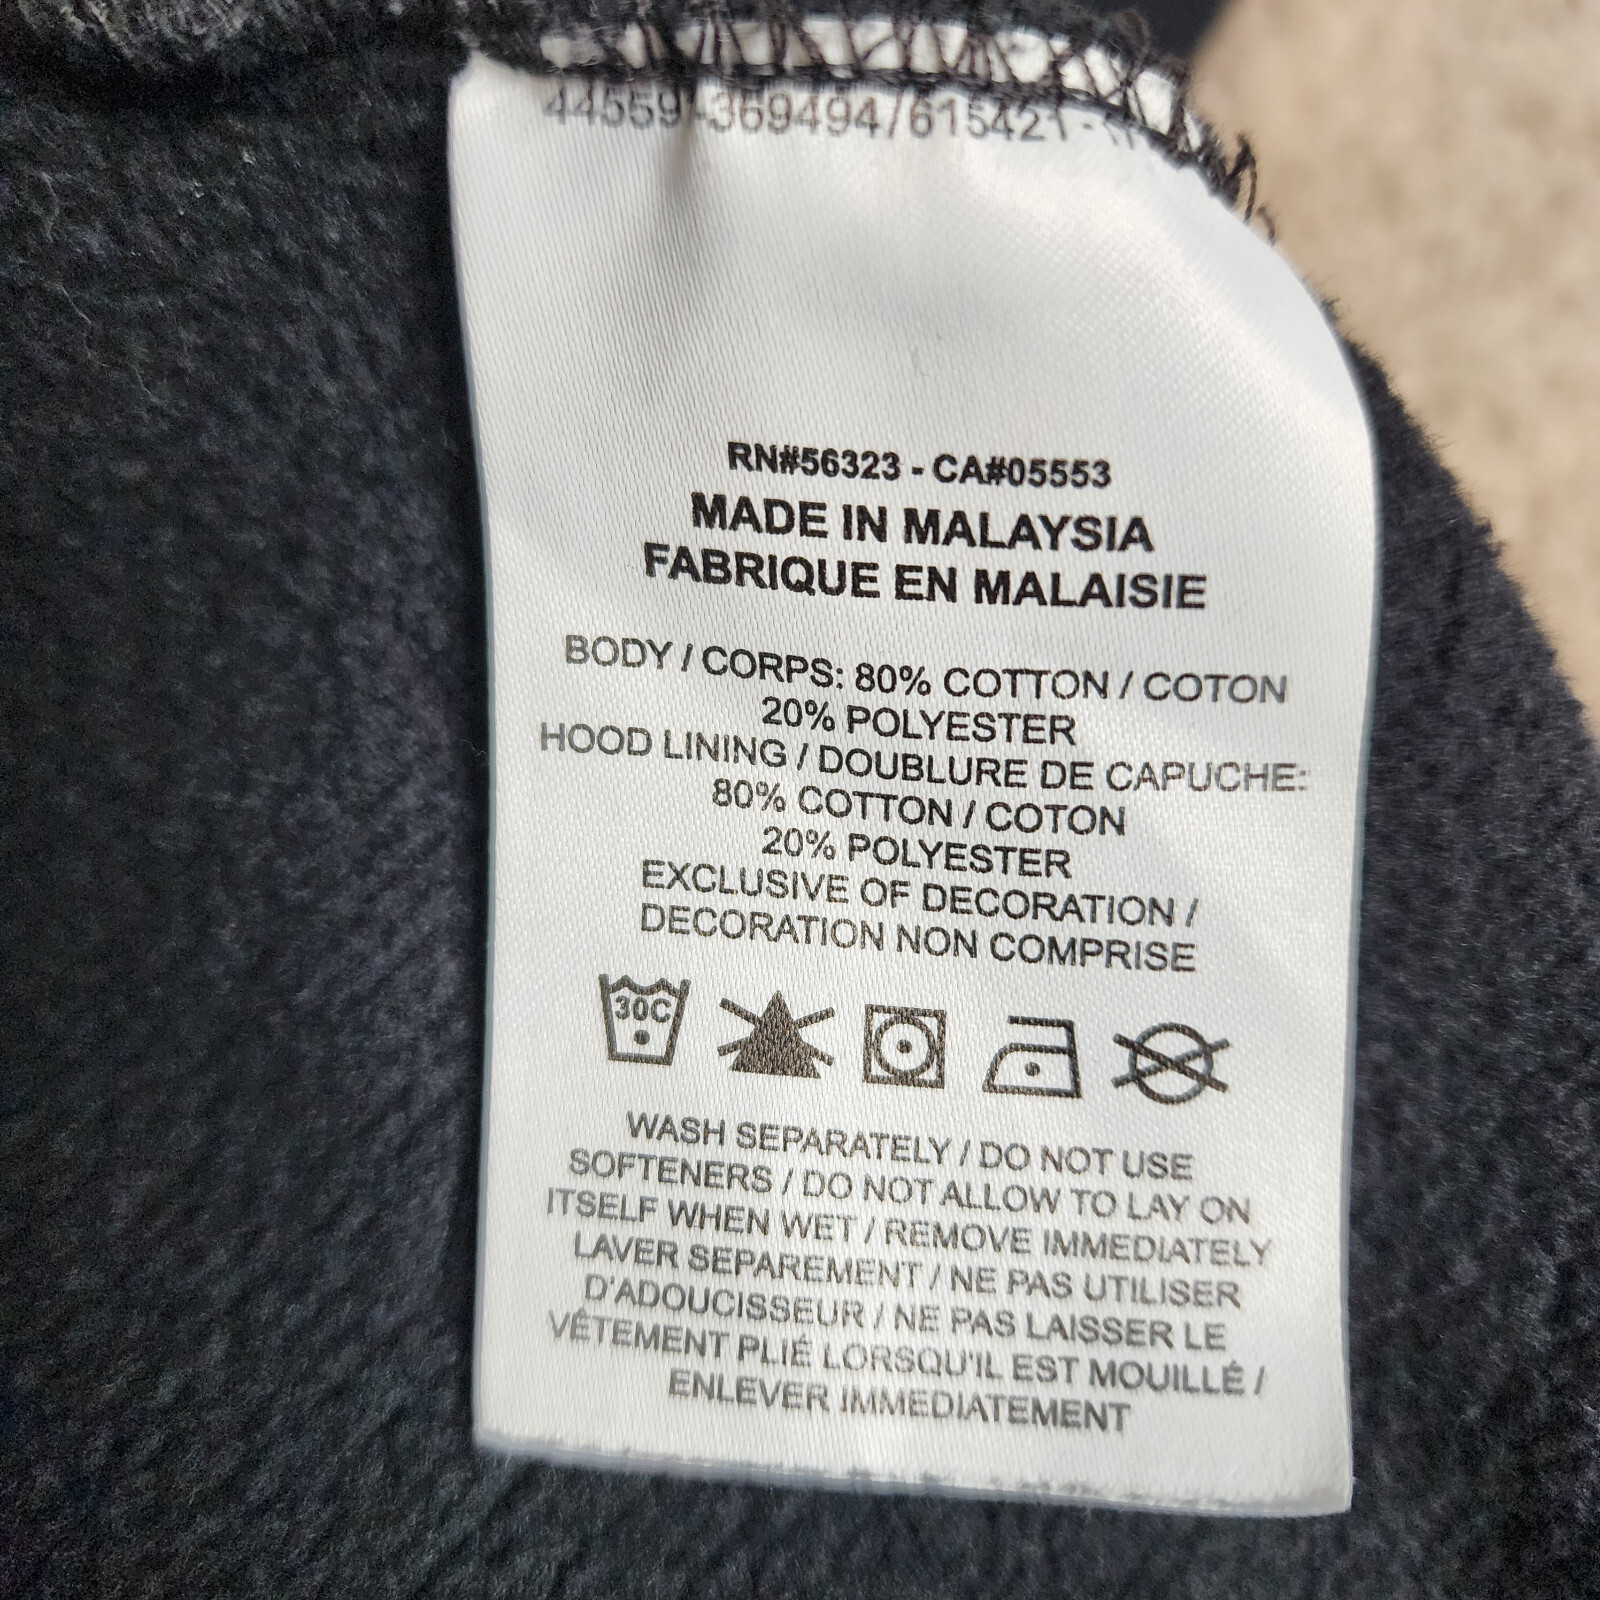 44559-369494/615421-
RN#56323 - CA#05553
MADE IN MALAYSIA
FABRIQUE EN MALAISIE
BODY / CORPS: 80% COTTON / COTON
20% POLYESTER
HOOD LINING / DOUBLURE DE CAPUCHE:
80% COTTON / COTON
20% POLYESTER
EXCLUSIVE OF DECORATION /
DECORATION NON COMPRISE
30C
WASH SEPARATELY / DO NOT USE
SOFTENERS / DO NOT ALLOW TO LAY ON
ITSELF WHEN WET / REMOVE IMMEDIATELY
LAVER SEPAREMENT / NE PAS UTILISER
D'ADOUCISSEUR / NE PAS LAISSER LE
VÊTEMENT PLIÉ LORSQU'IL EST MOUILLÉ /
ENLEVER IMMEDIATEMENT